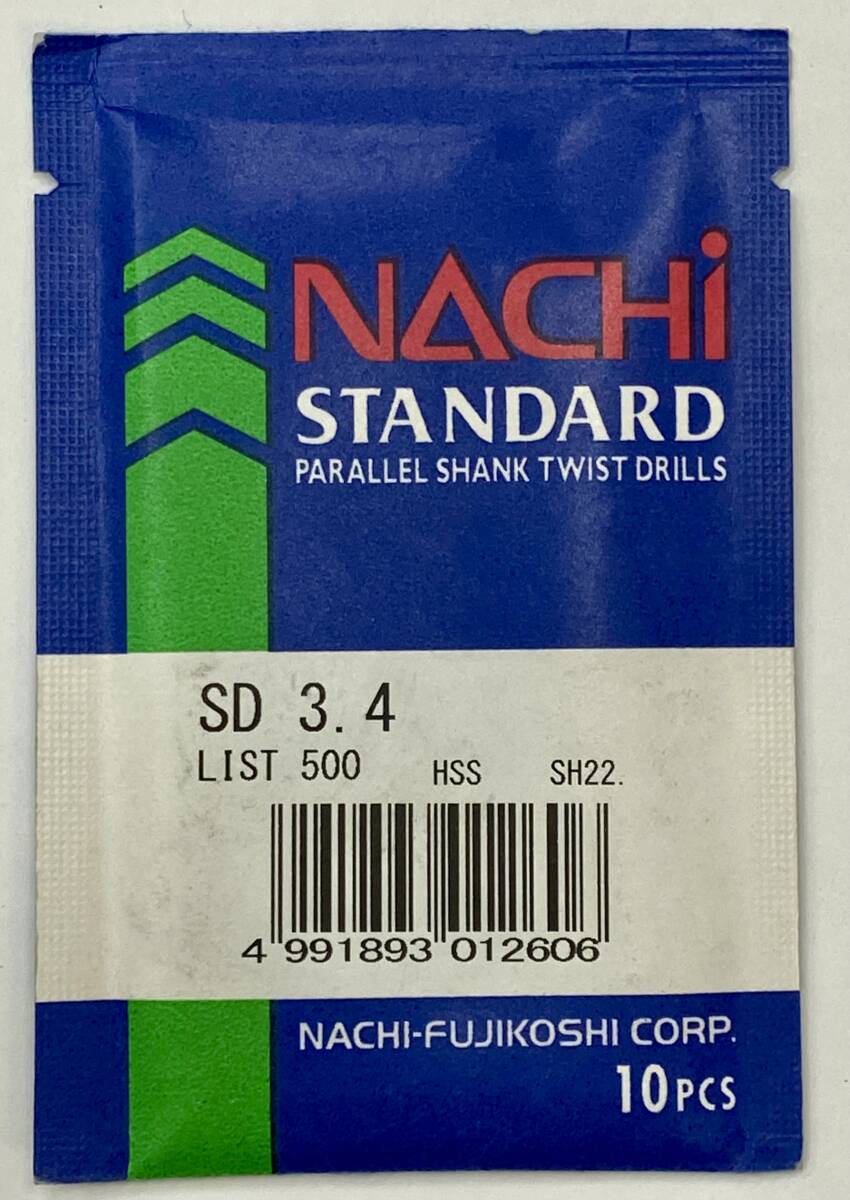 NACHi
STANDARD
PARALLEL SHANK TWIST DRILLS
SD 3.4
LIST 500 HSS SH22.
4 991893 012606
NACHI-FUJIKOSHI CORP.
10PCS